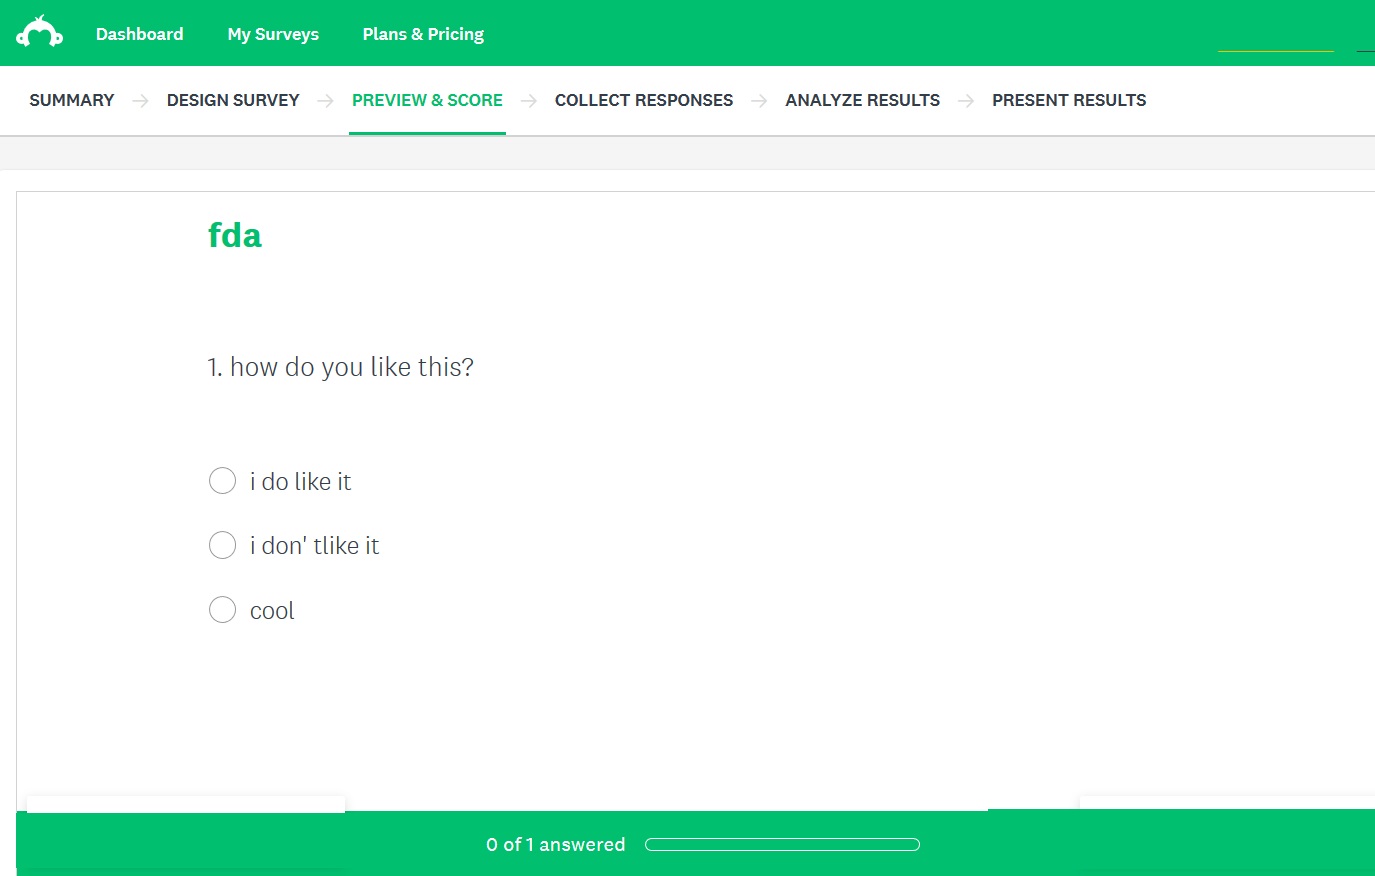 Dashboard My Surveys Plans & Pricing
SUMMARY DESIGN SURVEY PREVIEW & SCORE COLLECT RESPONSES ANALYZE RESULTS PRESENT RESULTS
fda
1. how do you like this?
i do like it
i don' tlike it
cool
0 of 1 answered